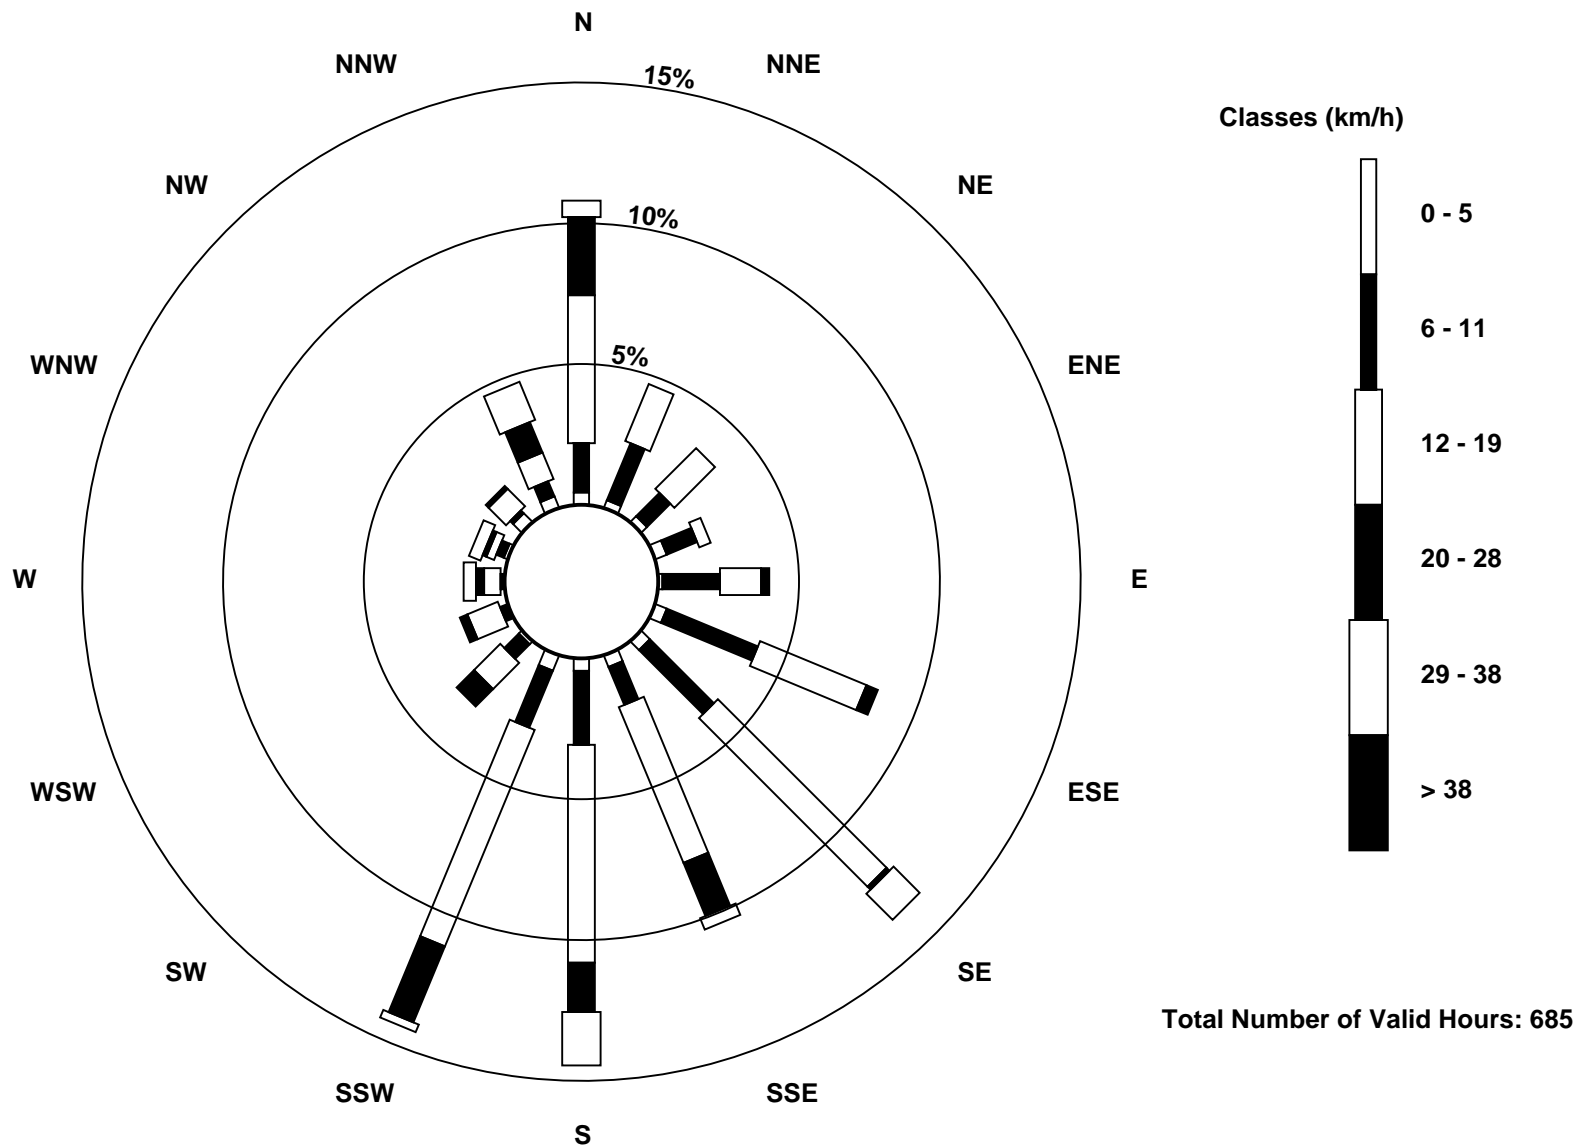 N
NNW
NNE
15%
Classes (km/h)
NW
NE
0 - 5
10%
6 - 11
5%
WNW
ENE
12 - 19
20 - 28
W
E
29 - 38
WSW
ESE
> 38
SW
SE
Total Number of Valid Hours: 685
SSW
SSE
S